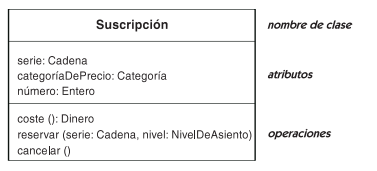 Suscripción nombre de clase
serie: Cadena
categoríaDePrecio: Categoría atributos
número: Entero
coste (): Dinero
reservar (serie: Cadena, nivel: NivelDeAsiento) operaciones
cancelar ()